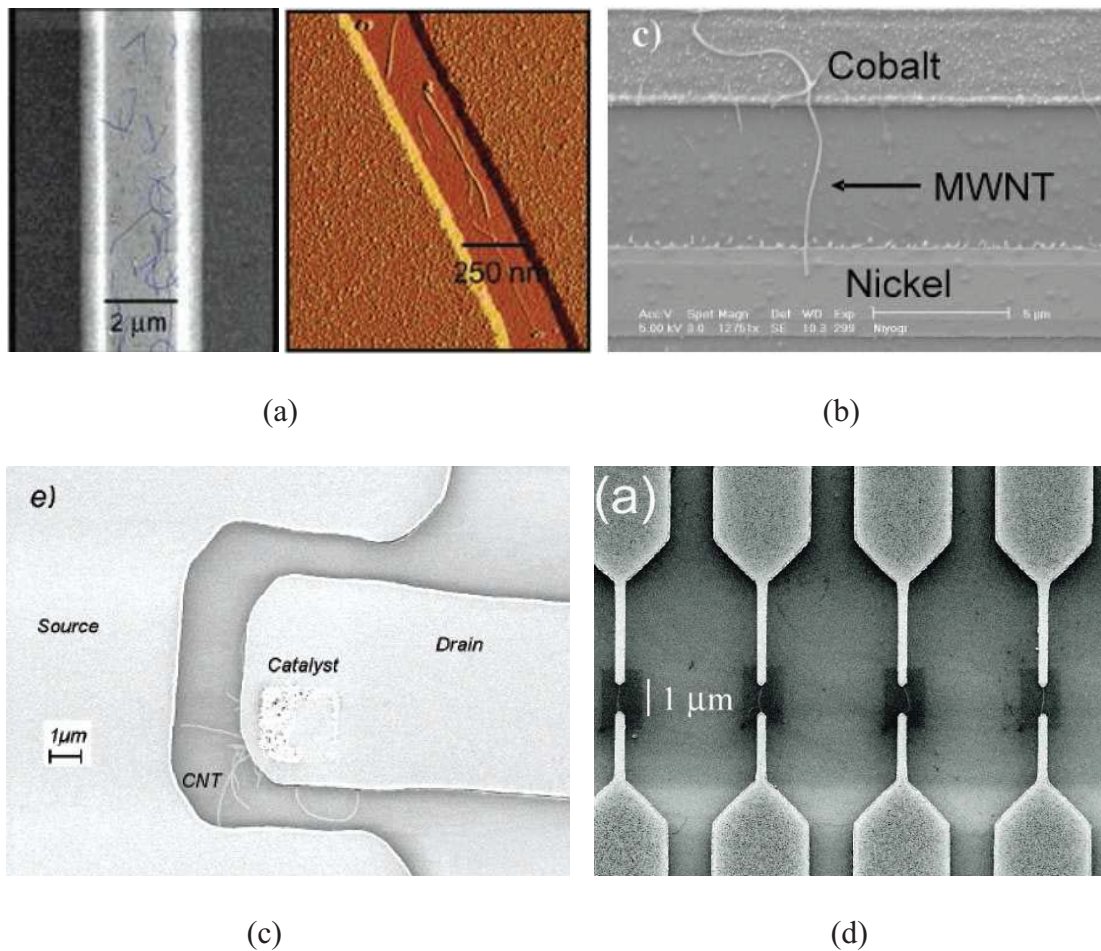 2 μm
250 nm
c)
Cobalt
MWNT
Nickel
Acc.V Spot Magn Det WD Exp
5.00 kV 3.0 12751x SE 10.3 299 Niyogi 5 μm
(a)
(b)
e)
Source
Catalyst
Drain
1μm
CNT
(a)
1 μm
(c)
(d)